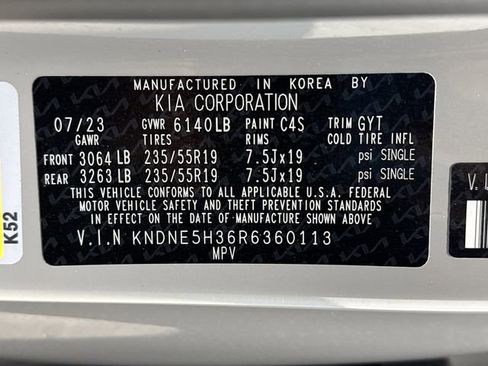 MANUFACTURED IN KOREA BY
KIA CORPORATION
07/23 GVWR 6140LB PAINT C4S TRIM GYT
GAWR TIRES RIMS COLD TIRE INFL
FRONT 3064 LB 235/55R19 7.5Jx19 psi SINGLE
REAR 3263 LB 235/55R19 7.5Jx19 psi SINGLE
THIS VEHICLE CONFORMS TO ALL APPLICABLE U.S.A. FEDERAL
MOTOR VEHICLE SAFETY AND THEFT PREVENTION STANDARDS
IN EFFECT ON THE DATE OF MANUFACTURE SHOWN ABOVE.
V.I.N KNDNE5H36R6360113
MPV
K52
V.L